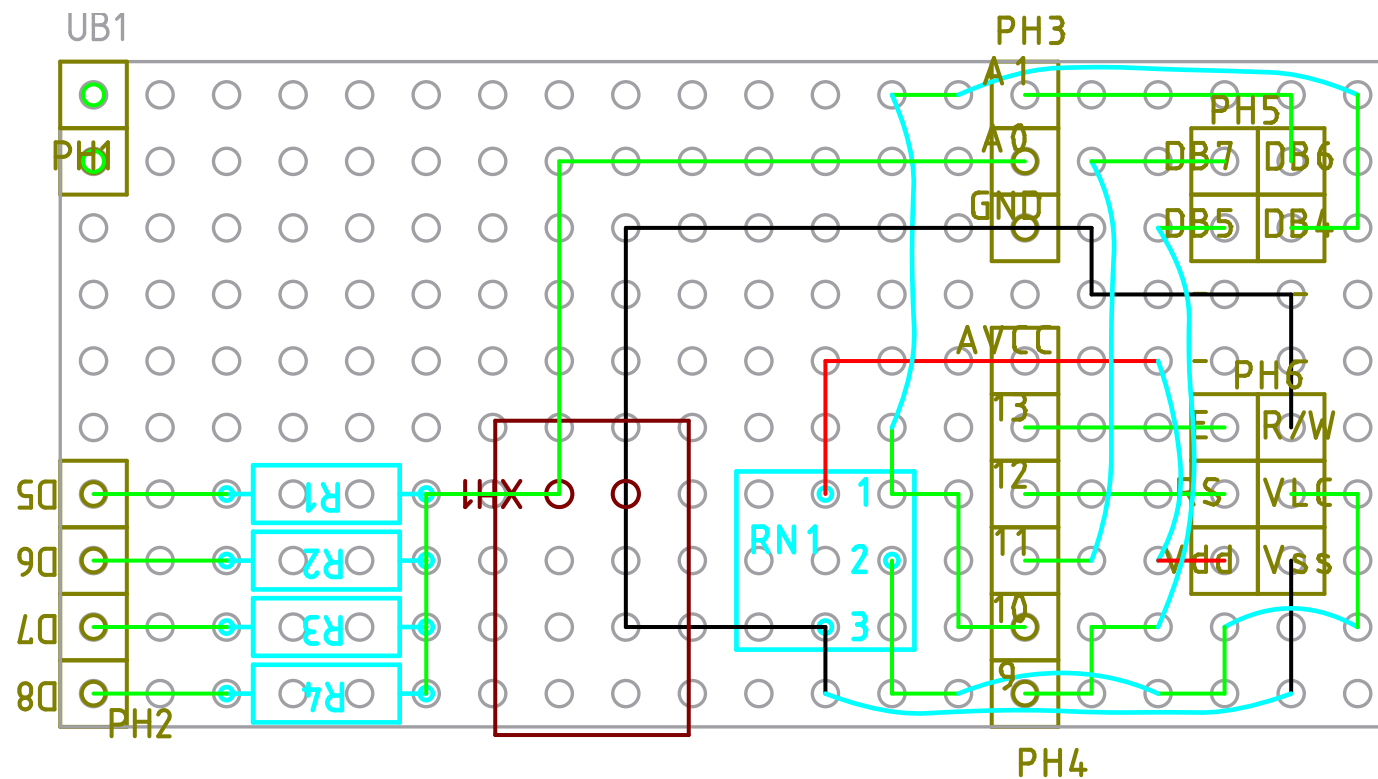 UB1
PH3
A1
PH5
PH1
A0
DB7 DB6
GND
DB5 DB4
AVCC
PH6
13
E R/W
D5
R1
XH1
1
12
RS VLC
D6
R2
RN1
2
11
Vdd Vss
D7
R3
3
10
D8
R4
9
PH2
PH4